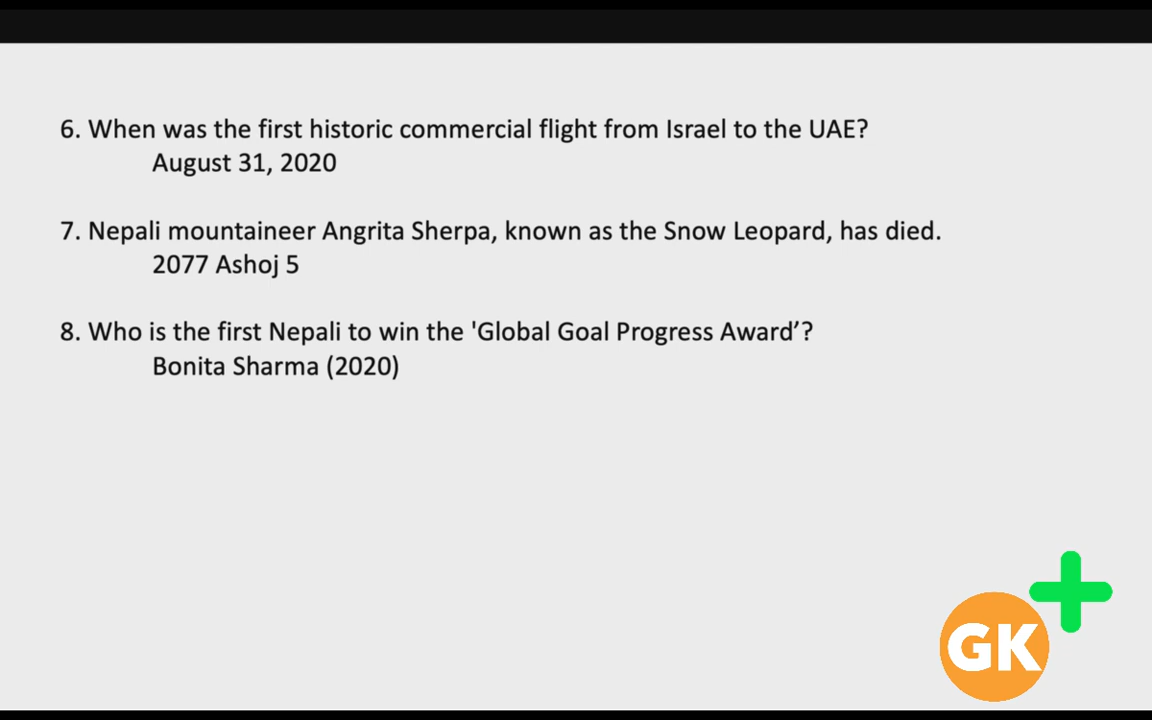 6. When was the first historic commercial flight from Israel to the UAE?
August 31, 2020
7. Nepali mountaineer Angrita Sherpa, known as the Snow Leopard, has died.
2077 Ashoj 5
8. Who is the first Nepali to win the 'Global Goal Progress Award’?
Bonita Sharma (2020)
GK